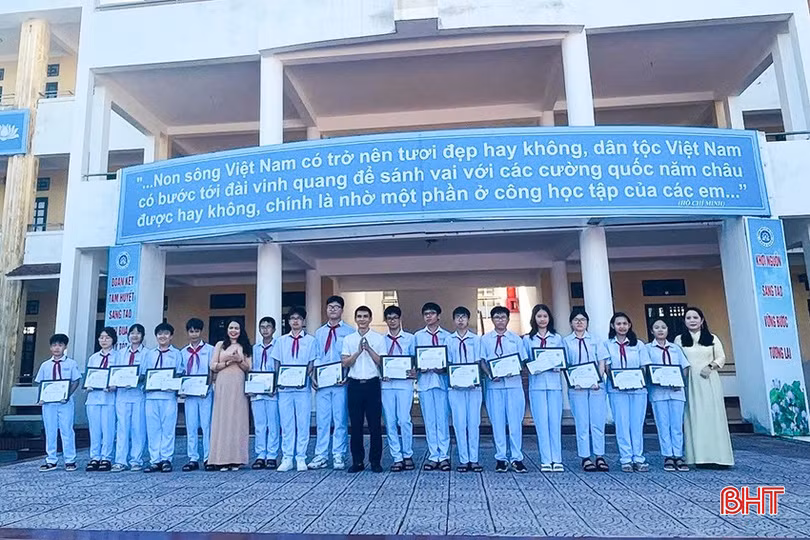 "...Non sông Việt Nam có trở nên tươi đẹp hay không, dân tộc Việt Nam
có bước tới đài vinh quang để sánh vai với các cường quốc năm châu
được hay không, chính là nhờ một phần ở công học tập của các em..."
(HỒ CHÍ MINH)
ĐOÀN KẾT
TÂM HUYẾT
SÁNG TẠO
KHƠI NGUỒN
SÁNG TẠO
VỮNG BƯỚC
TƯƠNG LAI
BHT